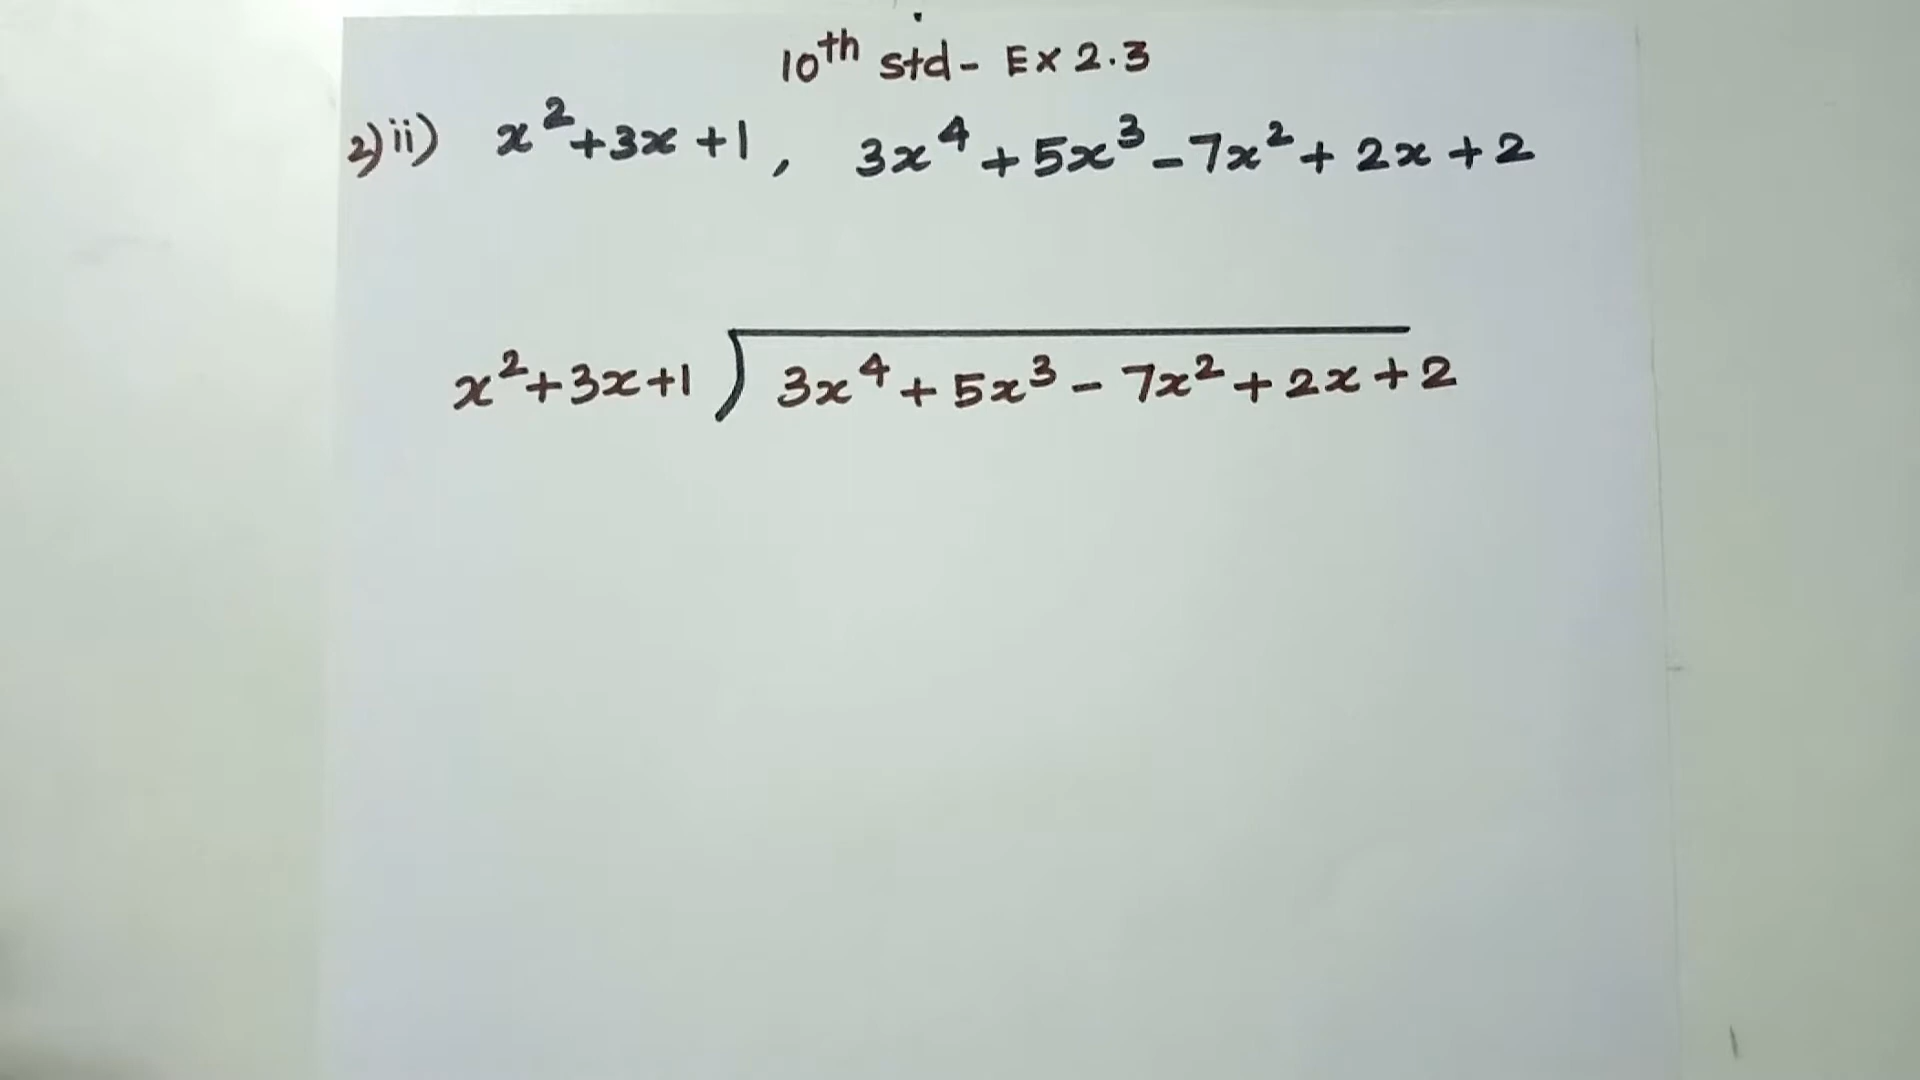 10th std - Ex 2.3
2) ii) x²+3x+1, 3x⁴+5x³-7x²+2x+2
x²+3x+1 ) 3x⁴+5x³-7x²+2x+2